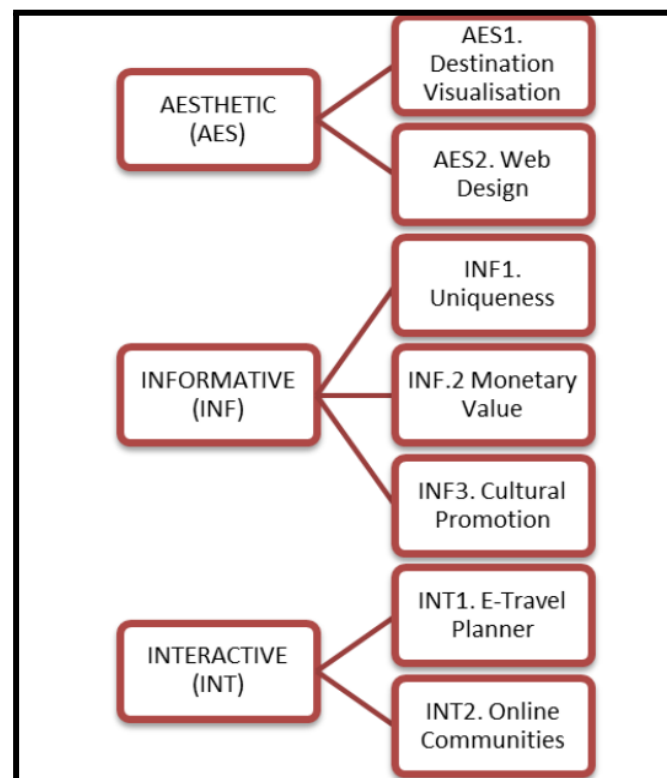 AESTHETIC
(AES)
AES1.
Destination
Visualisation
AES2. Web
Design
INFORMATIVE
(INF)
INF1.
Uniqueness
INF.2 Monetary
Value
INF3. Cultural
Promotion
INTERACTIVE
(INT)
INT1. E-Travel
Planner
INT2. Online
Communities